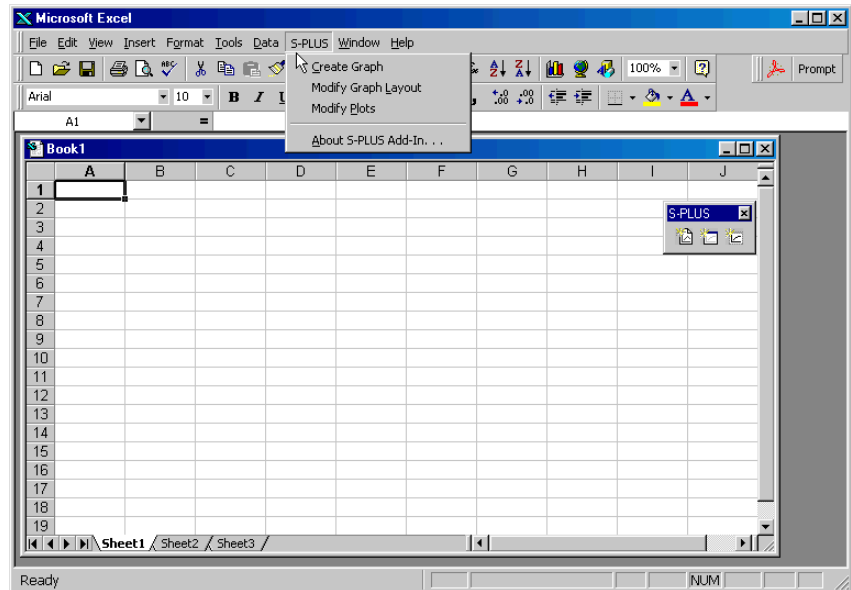 Microsoft Excel
File Edit View Insert Format Tools Data S-PLUS Window Help
Create Graph
Modify Graph Layout
Modify Plots
About S-PLUS Add-In. . .
100% Prompt
Arial 10 B I U
A1 =
Book1
A B C D E F G H I J
1
2
S-PLUS
3
4
5
6
7
8
9
10
11
12
13
14
15
16
17
18
19
Sheet1 Sheet2 Sheet3
Ready NUM